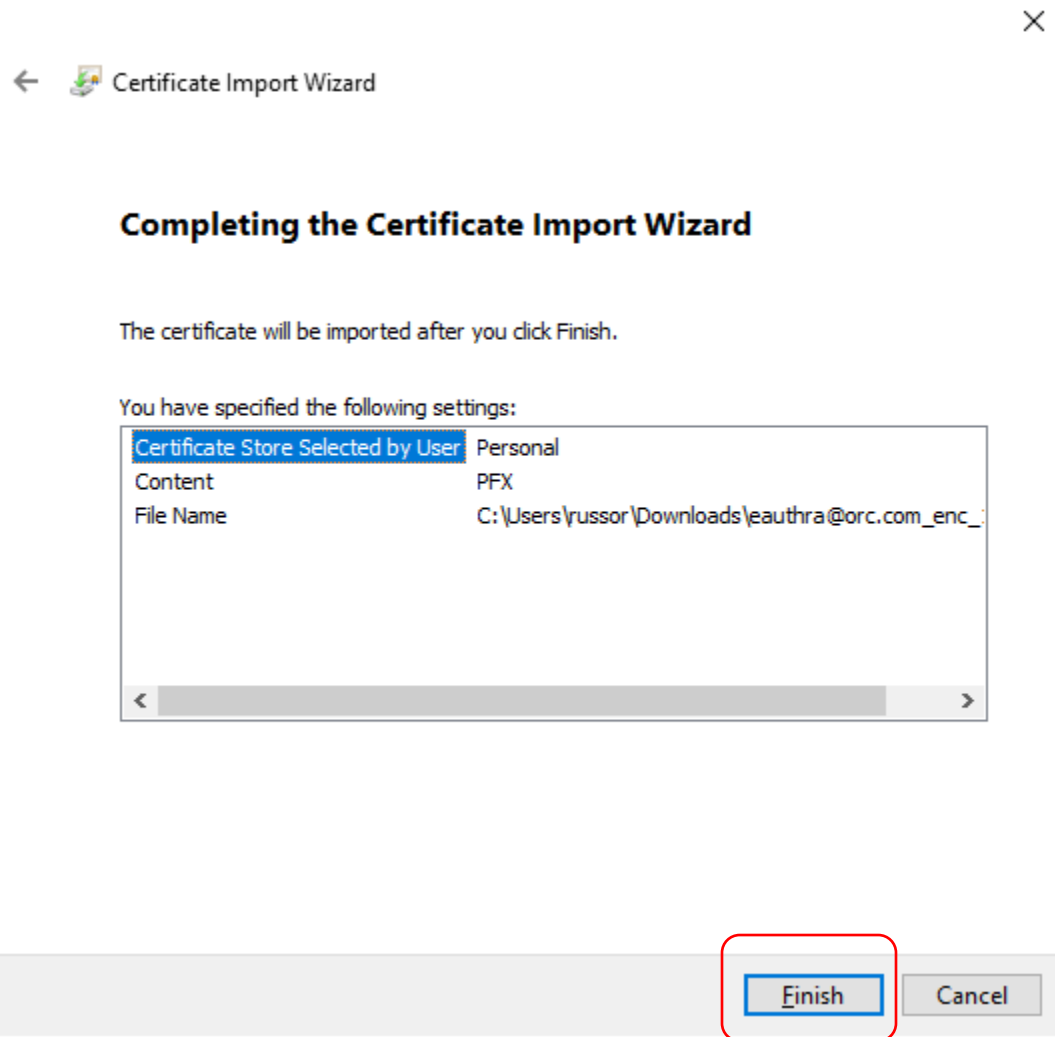 Certificate Import Wizard
Completing the Certificate Import Wizard
The certificate will be imported after you click Finish.
You have specified the following settings:
Certificate Store Selected by User Personal
Content PFX
File Name C:\Users\russor\Downloads\eauthra@orc.com_enc_
Finish Cancel